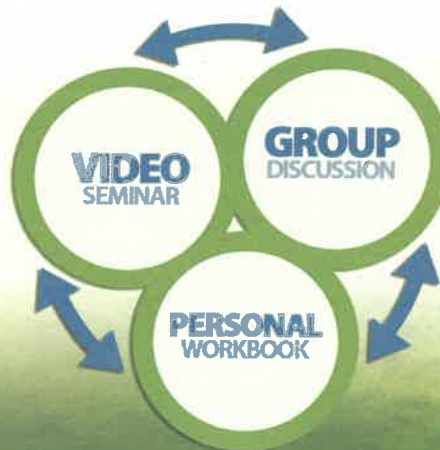 VIDEO
SEMINAR
GROUP
DISCUSSION
PERSONAL
WORKBOOK